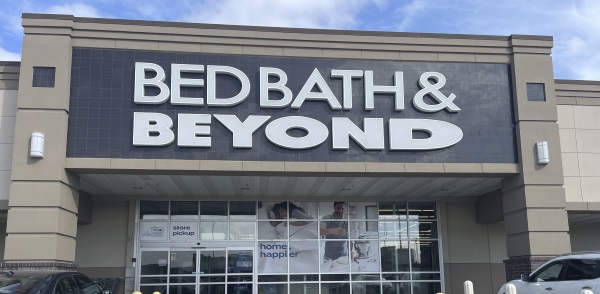 BED BATH &
BEYOND
store
pickup
home,
happier